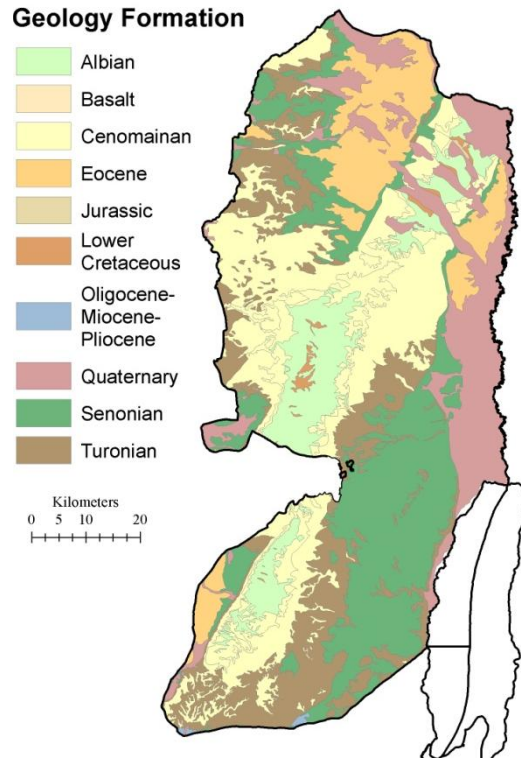 Geology Formation
Albian
Basalt
Cenomainan
Eocene
Jurassic
Lower
Cretaceous
Oligocene-
Miocene-
Pliocene
Quaternary
Senonian
Turonian
Kilometers
0 5 10 20